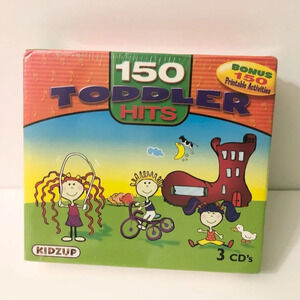 150
TODDLER
HITS
BONUS
150
Printable Activities
KIDZUP
3 CD's